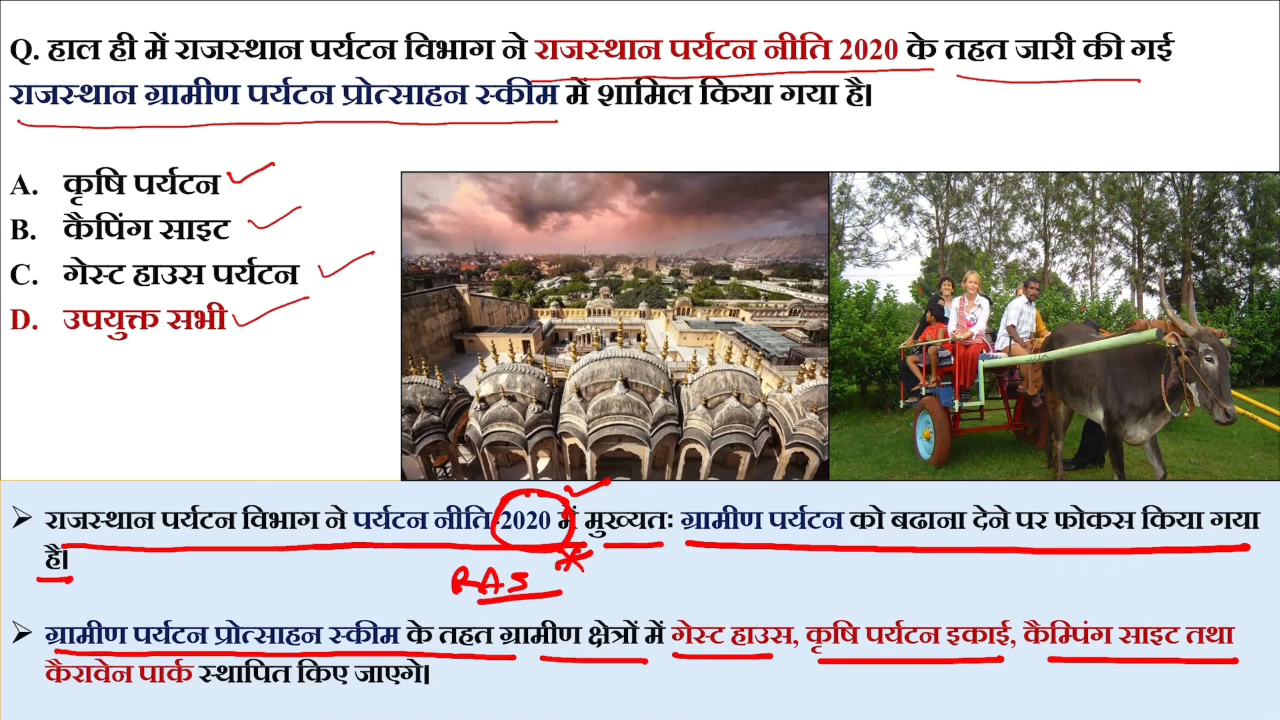 Q. हाल ही में राजस्थान पर्यटन विभाग ने राजस्थान पर्यटन नीति 2020 के तहत जारी की गई
राजस्थान ग्रामीण पर्यटन प्रोत्साहन स्कीम में शामिल किया गया है।
A. कृषि पर्यटन
B. कैपिंग साइट
C. गेस्ट हाउस पर्यटन
D. उपयुक्त सभी
➢ राजस्थान पर्यटन विभाग ने पर्यटन नीति-2020 में मुख्यतः ग्रामीण पर्यटन को बढाना देने पर फोकस किया गया
है।
RAS
➢ ग्रामीण पर्यटन प्रोत्साहन स्कीम के तहत ग्रामीण क्षेत्रों में गेस्ट हाउस, कृषि पर्यटन इकाई, कैम्पिंग साइट तथा
कैरावेन पार्क स्थापित किए जाएगे।